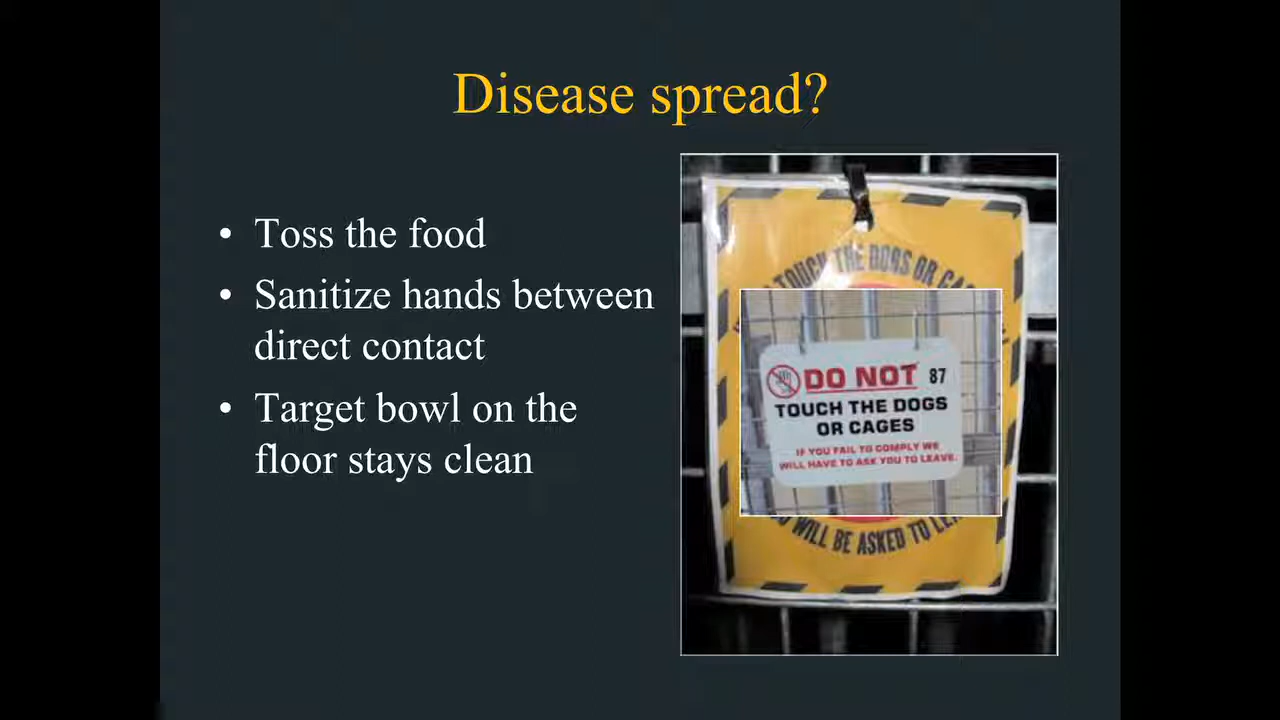 Disease spread?
• Toss the food
• Sanitize hands between
direct contact
• Target bowl on the
floor stays clean
TOUCH THE DOGS OR
DO NOT 87
TOUCH THE DOGS
OR CAGES
IF YOU FAIL TO COMPLY WE
WILL HAVE TO ASK YOU TO LEAVE.
WILL BE ASKED TO